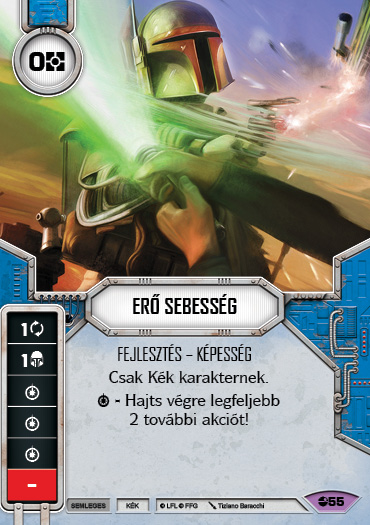 0
ERŐ SEBESSÉG
FEJLESZTÉS – KÉPESSÉG
Csak Kék karakternek.
- Hajts végre legfeljebb
2 további akciót!
1
1
–
SEMLEGES
KÉK
© LFL © FFG
Tiziano Baracchi
55